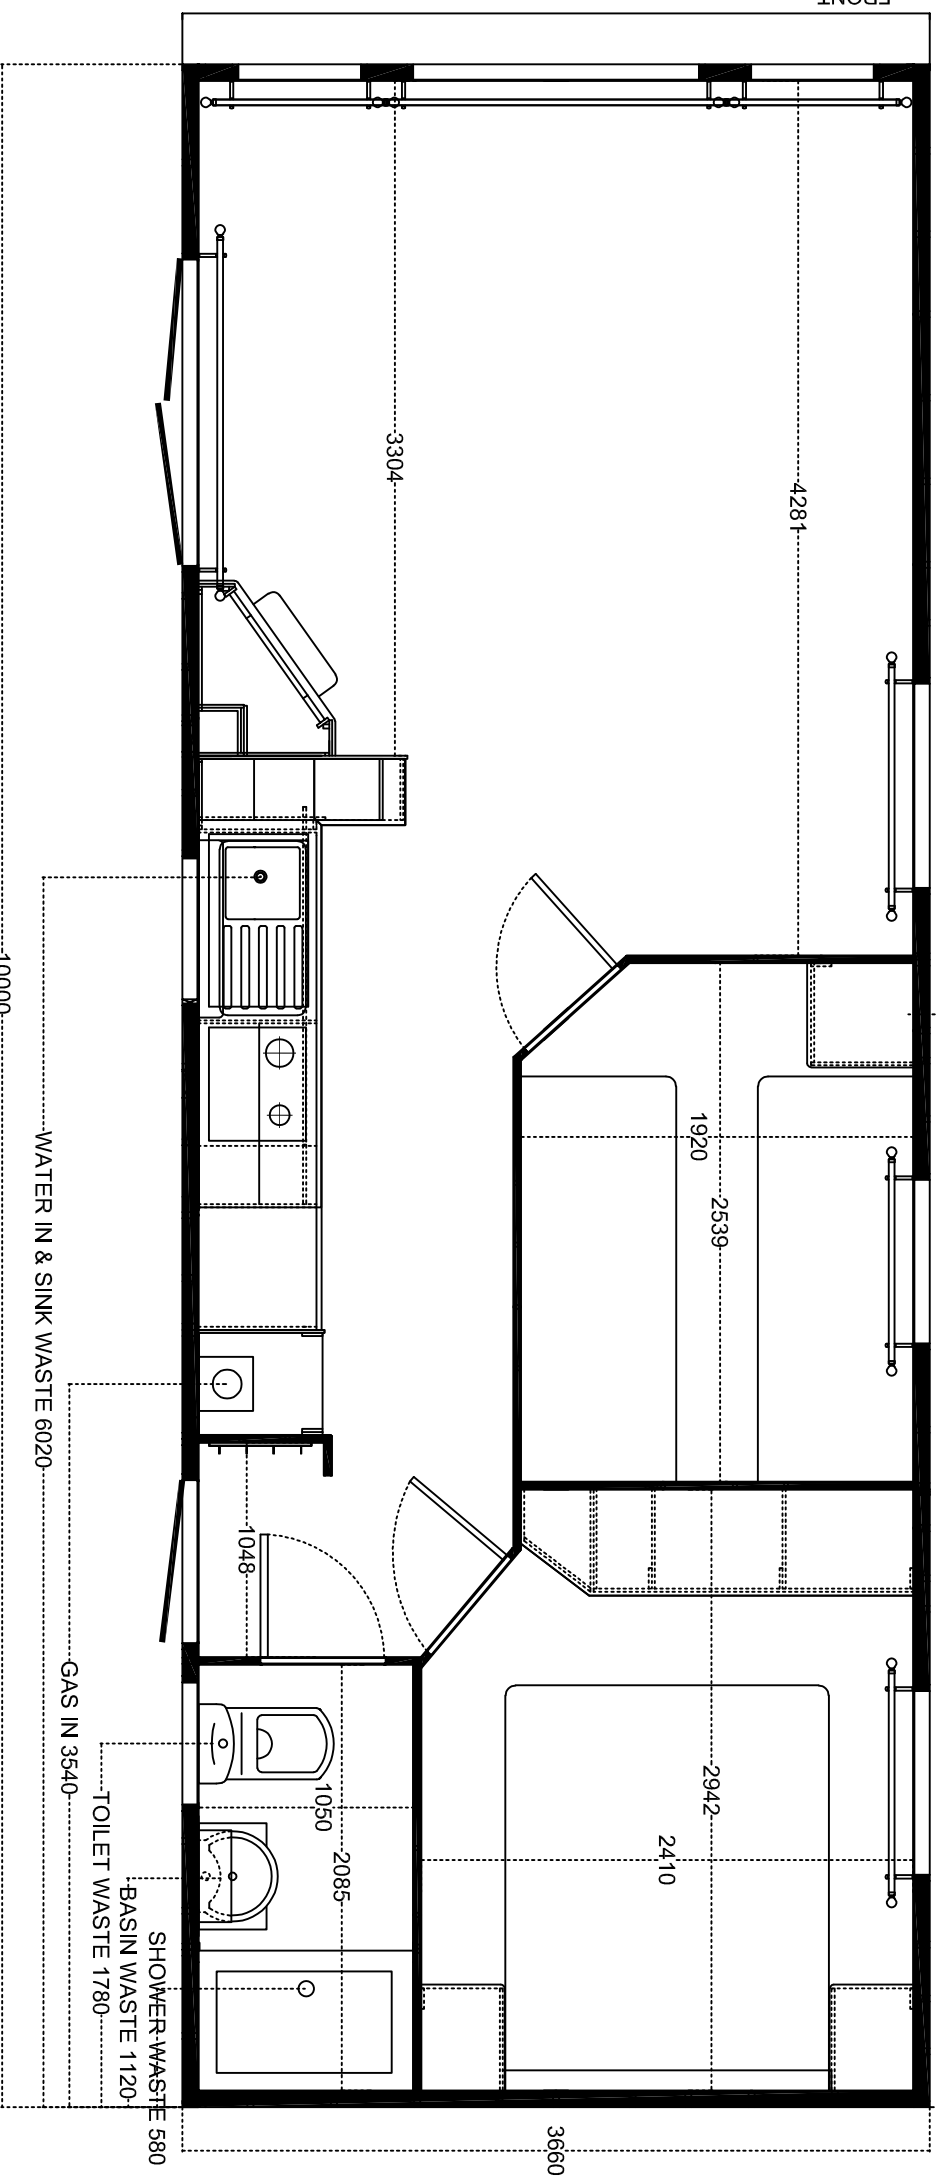 FRONT
3304
4281
10000
WATER IN & SINK WASTE 6020
1920
2539
1048
GAS IN 3540
TOILET WASTE 1780
BASIN WASTE 1120
SHOWER WASTE 580
1050
2085
2942
2410
3660